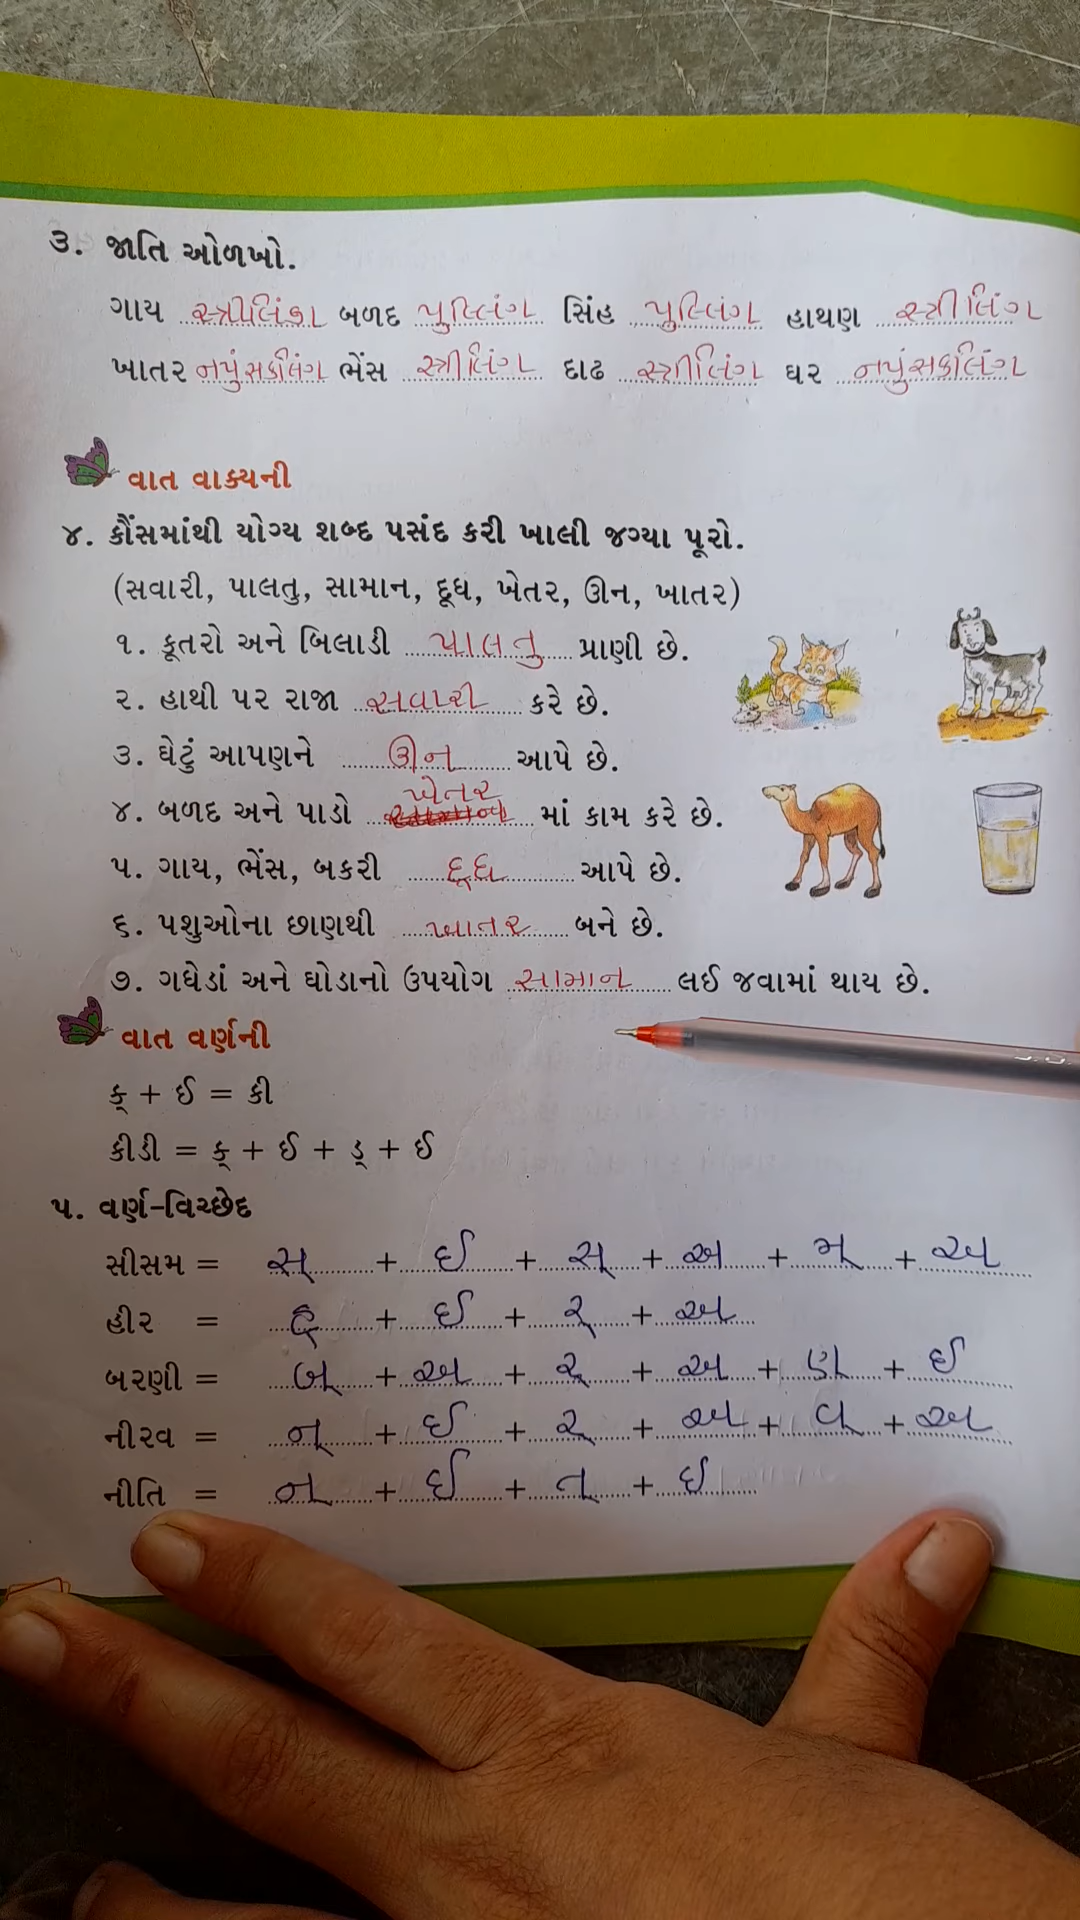 ૩. જાતિ ઓળખો.
ગાય સ્ત્રીલિંગ બળદ પુલ્લિંગ સિંહ પુલ્લિંગ હાથણ સ્ત્રીલિંગ
ખાતર નપુંસકલિંગ ભેંસ સ્ત્રીલિંગ દાઢ સ્ત્રીલિંગ ઘર નપુંસકલિંગ
વાત વાક્યની
૪. કૌંસમાંથી યોગ્ય શબ્દ પસંદ કરી ખાલી જગ્યા પૂરો.
(સવારી, પાલતુ, સામાન, દૂધ, ખેતર, ઊન, ખાતર)
૧. કૂતરો અને બિલાડી પાલતુ પ્રાણી છે.
૨. હાથી પર રાજા સવારી કરે છે.
૩. ઘેટું આપણને ઊન આપે છે.
૪. બળદ અને પાડો ખેતર માં કામ કરે છે.
૫. ગાય, ભેંસ, બકરી દૂધ આપે છે.
૬. પશુઓના છાણથી ખાતર બને છે.
૭. ગધેડાં અને ઘોડાનો ઉપયોગ સામાન લઈ જવામાં થાય છે.
વાત વર્ણની
ક્ + ઈ = કી
કીડી = ક્ + ઈ + ડ્ + ઈ
૫. વર્ણ-વિચ્છેદ
સીસમ = સ્ + ઈ + સ્ + અ + મ્ + અ
હીર = હ્ + ઈ + ર્ + અ
બરણી = બ્ + અ + ર્ + અ + ણ્ + ઈ
નીરવ = ન્ + ઈ + ર્ + અ + વ્ + અ
નીતિ = ન્ + ઈ + ત્ + ઈ